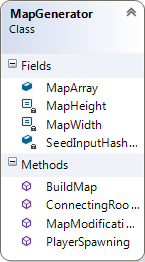 MapGenerator
Class
Fields
MapArray
MapHeight
MapWidth
SeedInputHash...
Methods
BuildMap
ConnectingRoo...
MapModificati...
PlayerSpawning